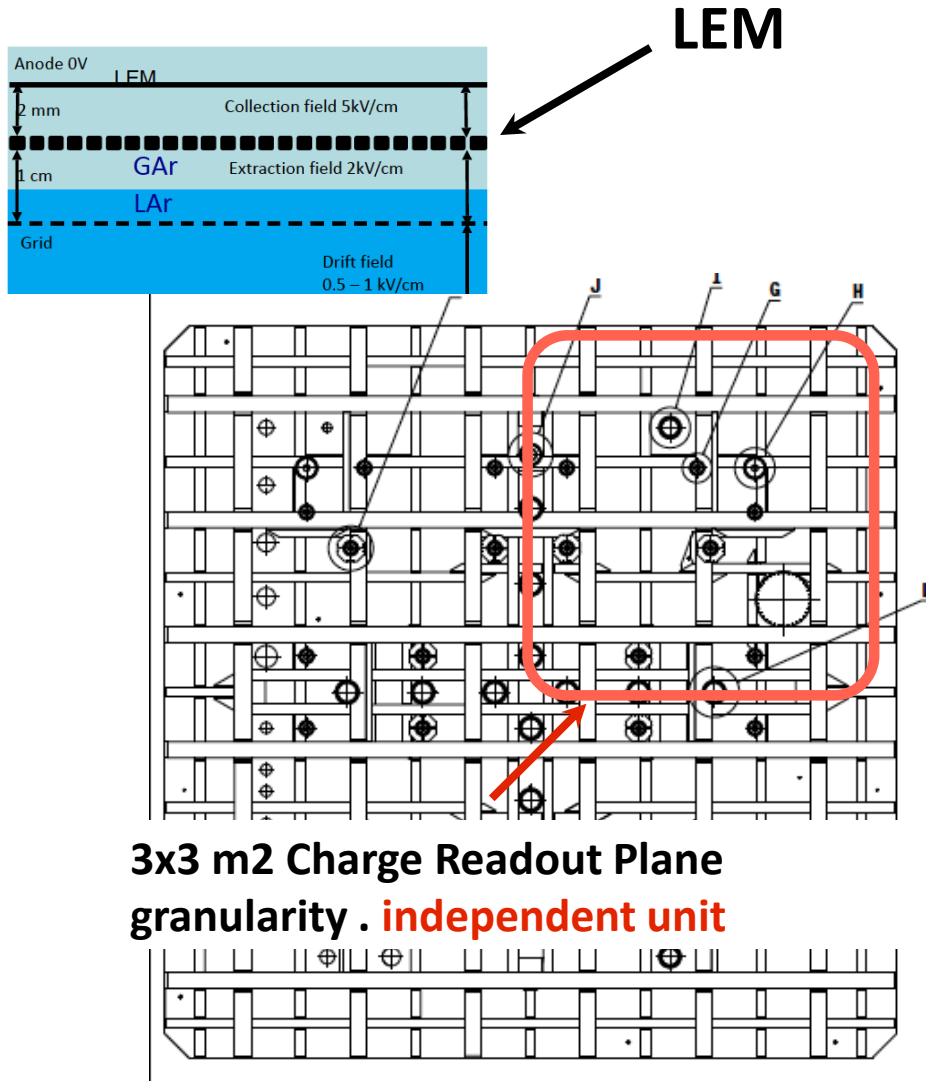 LEM
Anode 0V
LEM
2 mm
Collection field 5kV/cm
GAr
Extraction field 2kV/cm
1 cm
LAr
Grid
Drift field
0.5 – 1 kV/cm
J
I
G
H
3x3 m2 Charge Readout Plane
granularity . independent unit